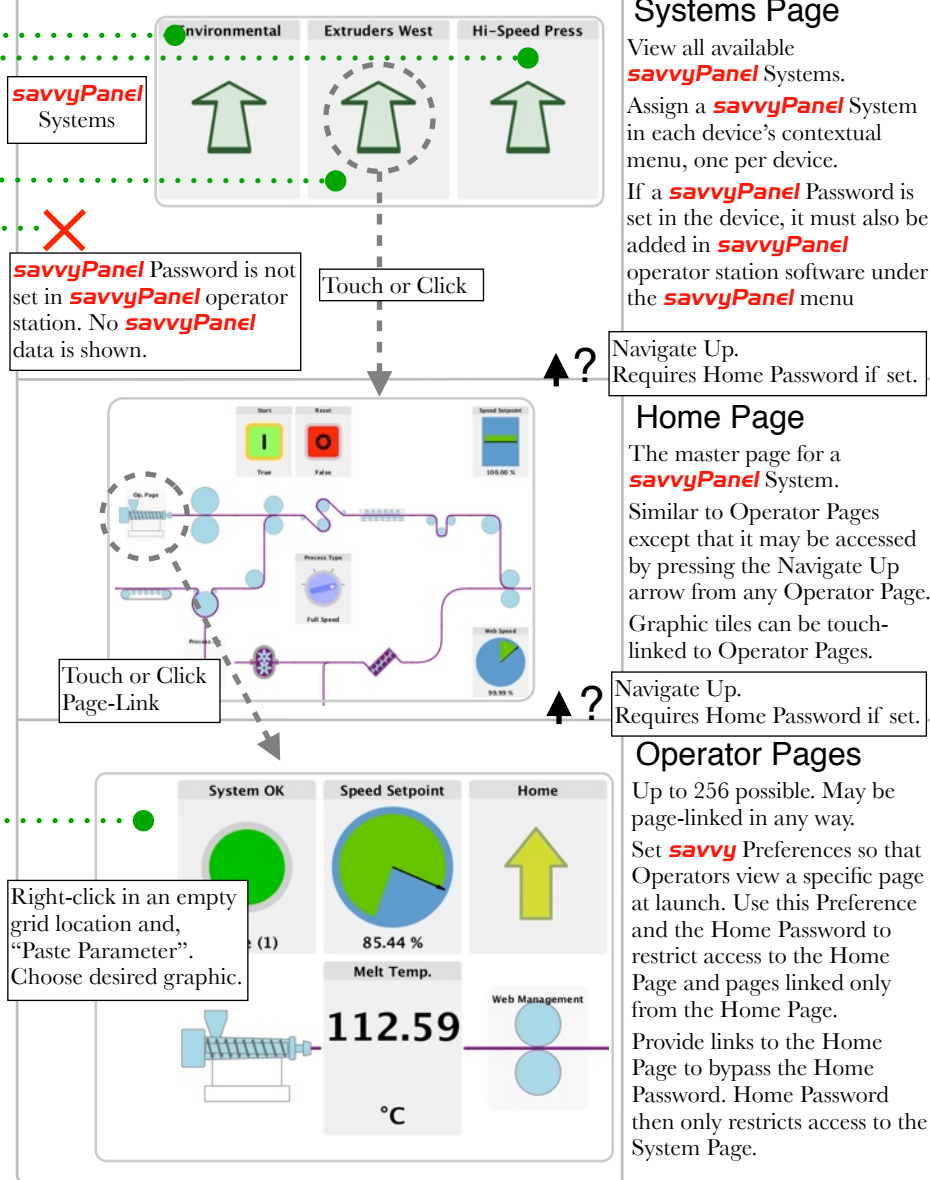 Systems Page
Environmental
Extruders West
Hi-Speed Press
View all available
savvyPanel Systems.
savvyPanel
Systems
Assign a savvyPanel System
in each device's contextual
menu, one per device.
If a savvyPanel Password is
set in the device, it must also be
added in savvyPanel
operator station software under
the savvyPanel menu
savvyPanel Password is not
set in savvyPanel operator
station. No savvyPanel
data is shown.
Touch or Click
?
Navigate Up.
Requires Home Password if set.
Home Page
The master page for a
savvyPanel System.
Similar to Operator Pages
except that it may be accessed
by pressing the Navigate Up
arrow from any Operator Page.
Graphic tiles can be touch-
linked to Operator Pages.
Start
Reset
Speed Setpoint
I
O
True
False
100.00 %
Op. Page
Process Type
Full Speed
Process
Web Speed
99.99 %
Touch or Click
Page-Link
?
Navigate Up.
Requires Home Password if set.
Operator Pages
Up to 256 possible. May be
page-linked in any way.
Set savvy Preferences so that
Operators view a specific page
at launch. Use this Preference
and the Home Password to
restrict access to the Home
Page and pages linked only
from the Home Page.
Provide links to the Home
Page to bypass the Home
Password. Home Password
then only restricts access to the
System Page.
System OK
Speed Setpoint
Home
Right-click in an empty
grid location and,
"Paste Parameter".
Choose desired graphic.
(1)
85.44 %
Melt Temp.
112.59
°C
Web Management